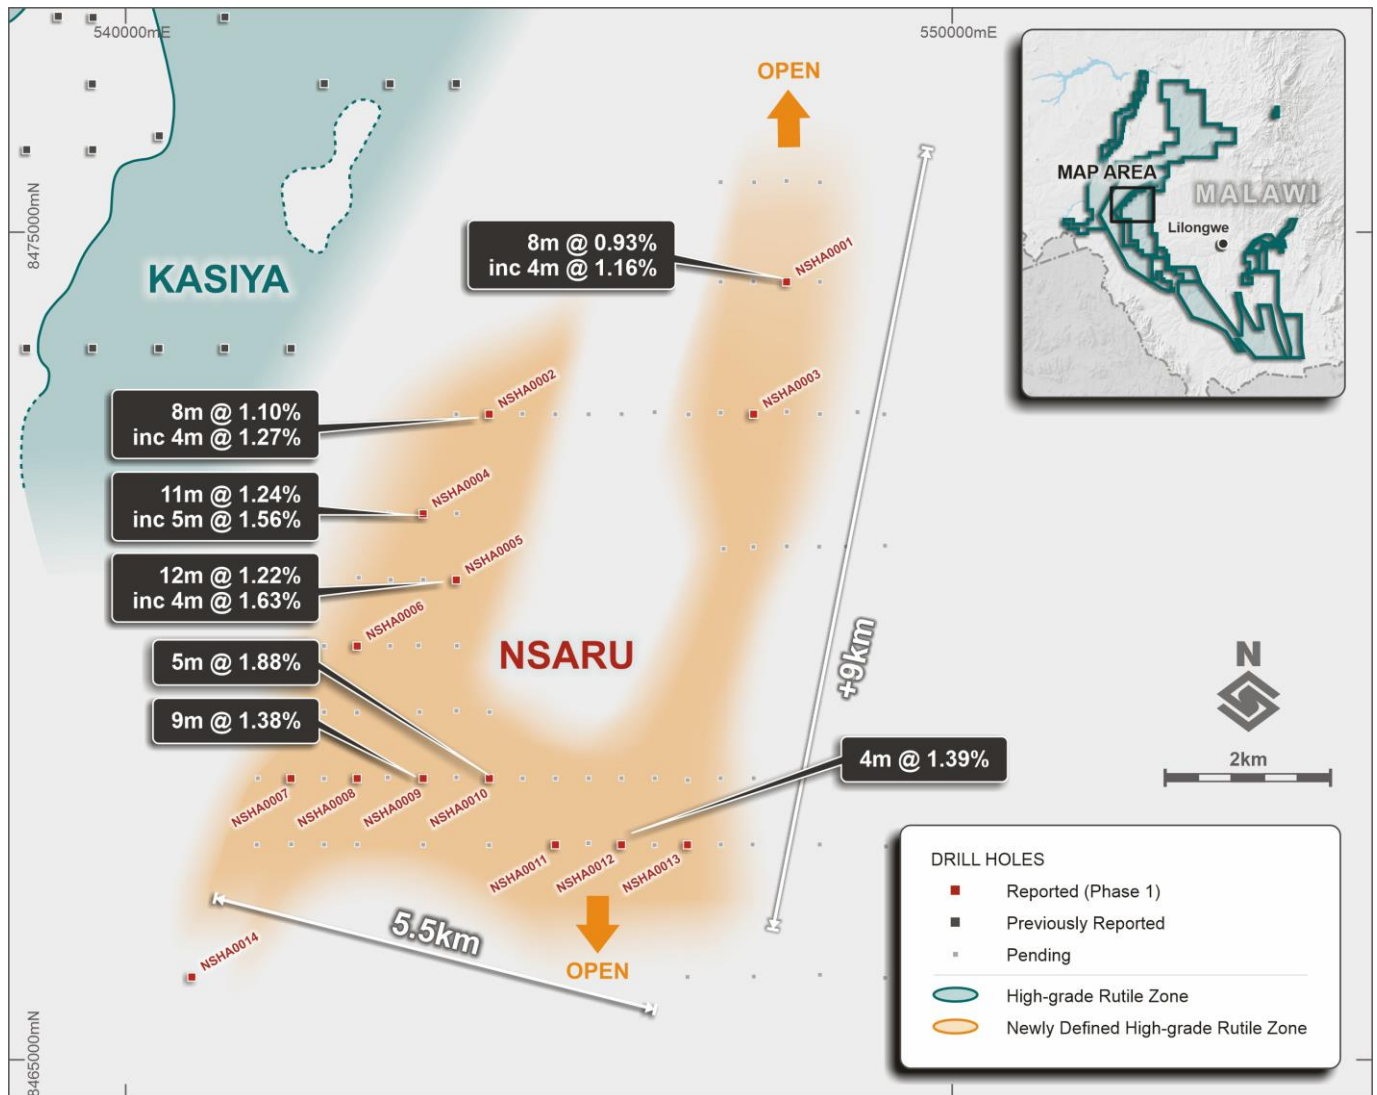 540000mE
550000mE
OPEN
8475000mN
KASIYA
8m @ 0.93%
inc 4m @ 1.16%
NSHA0001
MAP AREA
MALAWI
Lilongwe
8m @ 1.10%
inc 4m @ 1.27%
NSHA0002
NSHA0003
11m @ 1.24%
inc 5m @ 1.56%
NSHA0004
12m @ 1.22%
inc 4m @ 1.63%
NSHA0005
NSHA0006
NSARU
+9km
5m @ 1.88%
9m @ 1.38%
4m @ 1.39%
N
2km
NSHA0007
NSHA0008
NSHA0009
NSHA0010
NSHA0011
NSHA0012
NSHA0013
5.5km
NSHA0014
OPEN
8465000mN
DRILL HOLES
Reported (Phase 1)
Previously Reported
Pending
High-grade Rutile Zone
Newly Defined High-grade Rutile Zone